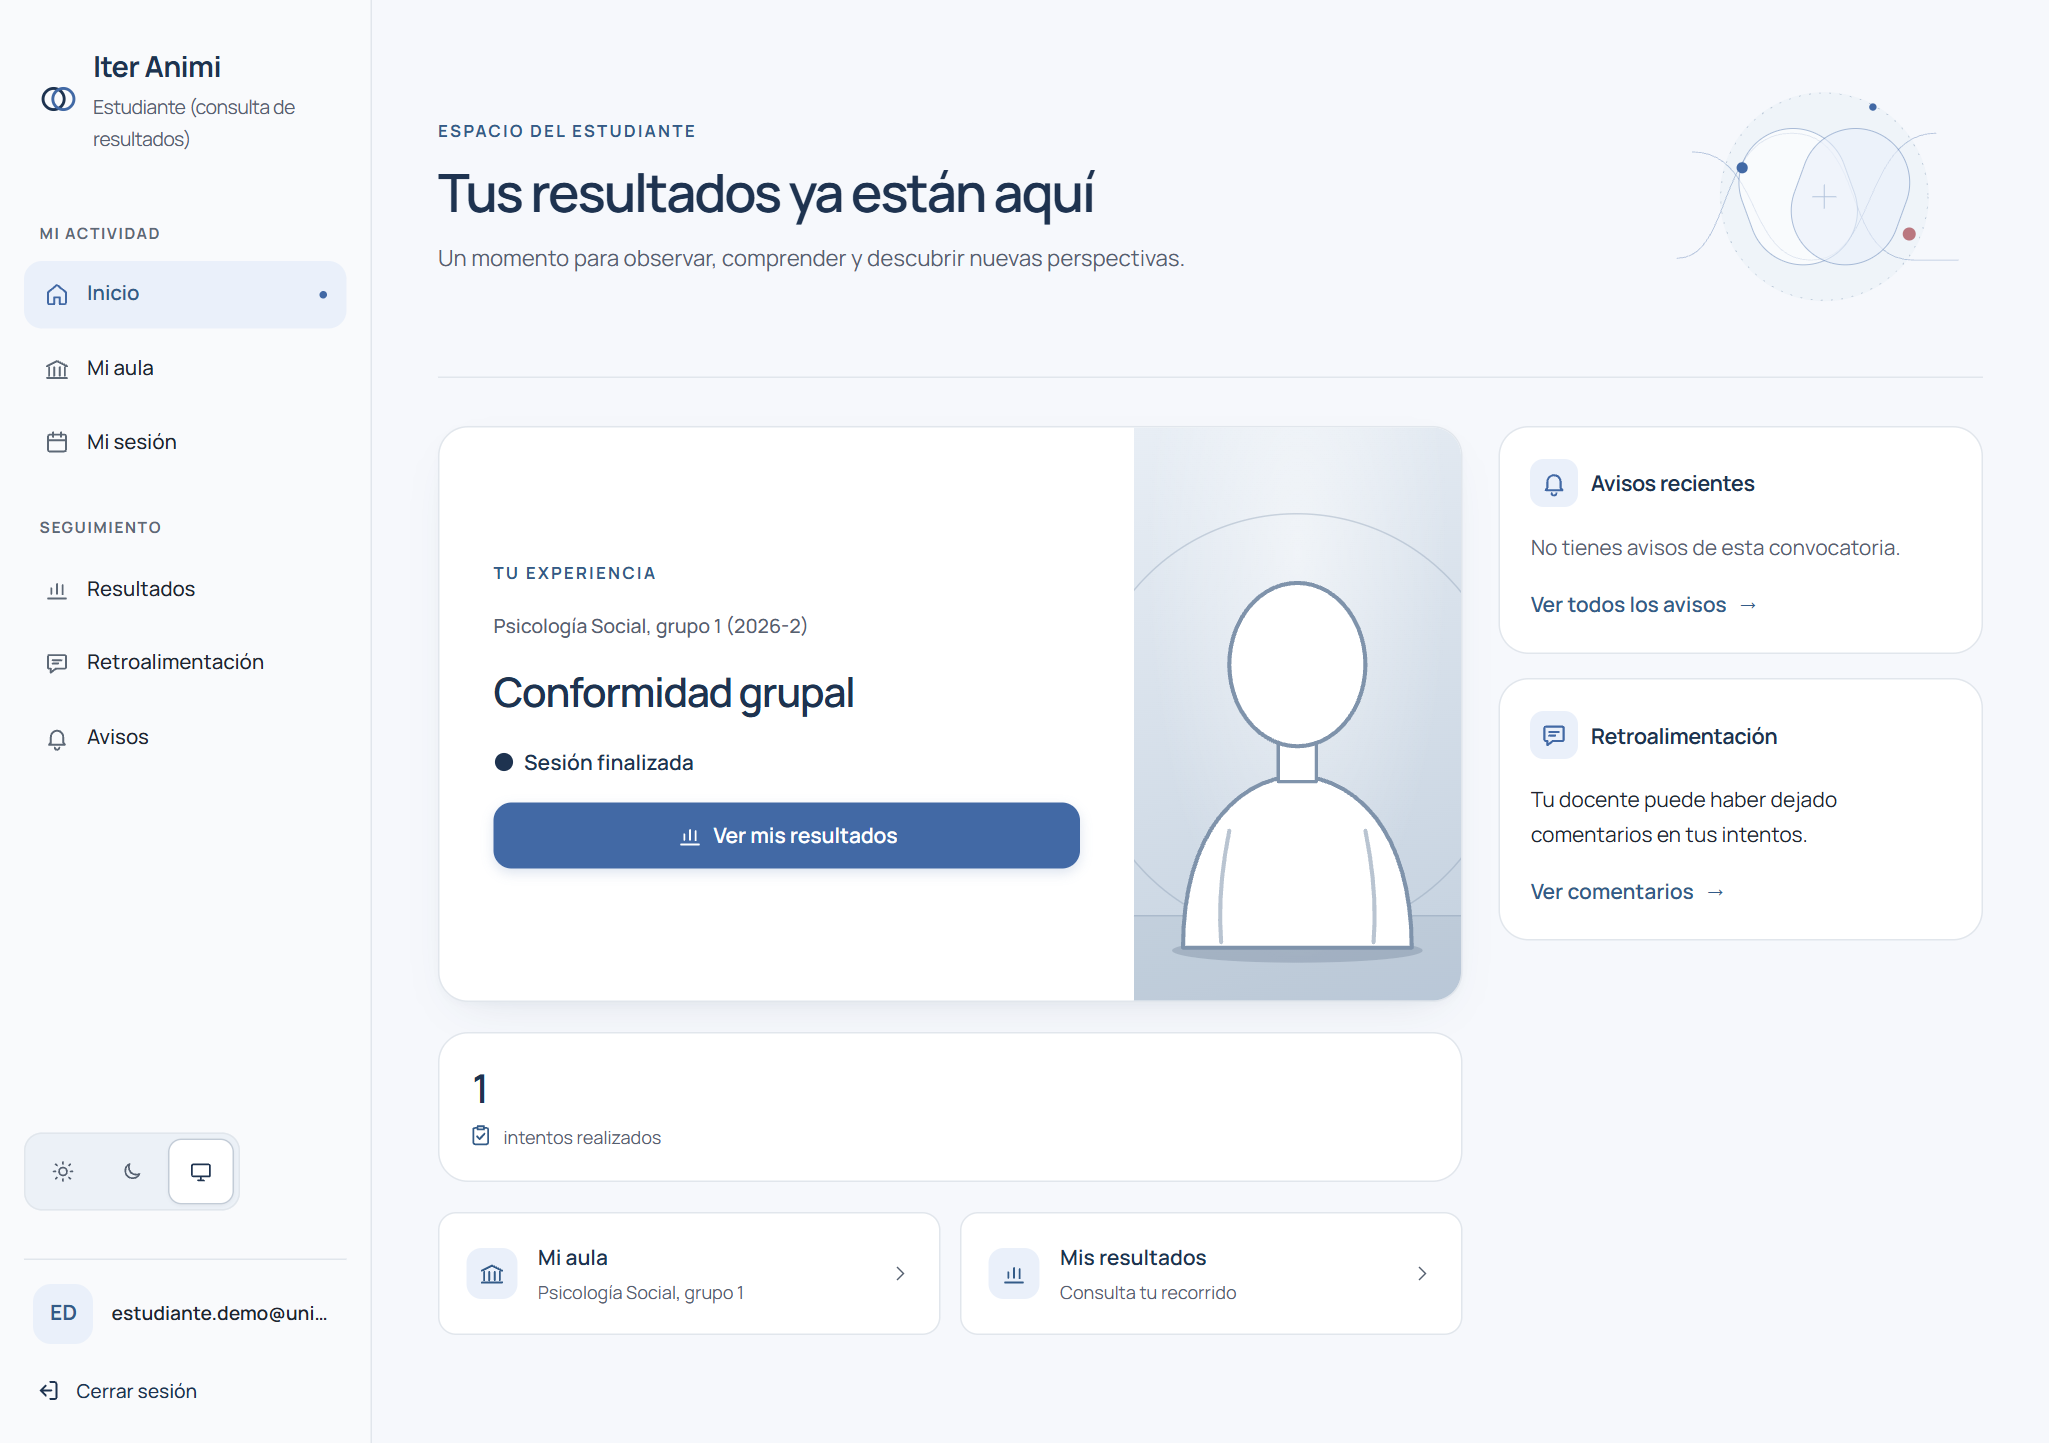 Iter Animi
Estudiante (consulta de
resultados)
MI ACTIVIDAD
Inicio
Mi aula
Mi sesión
SEGUIMIENTO
Resultados
Retroalimentación
Avisos
ED
estudiante.demo@uni...
Cerrar sesión
ESPACIO DEL ESTUDIANTE
Tus resultados ya están aquí
Un momento para observar, comprender y descubrir nuevas perspectivas.
TU EXPERIENCIA
Psicología Social, grupo 1 (2026-2)
Conformidad grupal
Sesión finalizada
Ver mis resultados
1
intentos realizados
Mi aula
Psicología Social, grupo 1
Mis resultados
Consulta tu recorrido
Avisos recientes
No tienes avisos de esta convocatoria.
Ver todos los avisos →
Retroalimentación
Tu docente puede haber dejado
comentarios en tus intentos.
Ver comentarios →